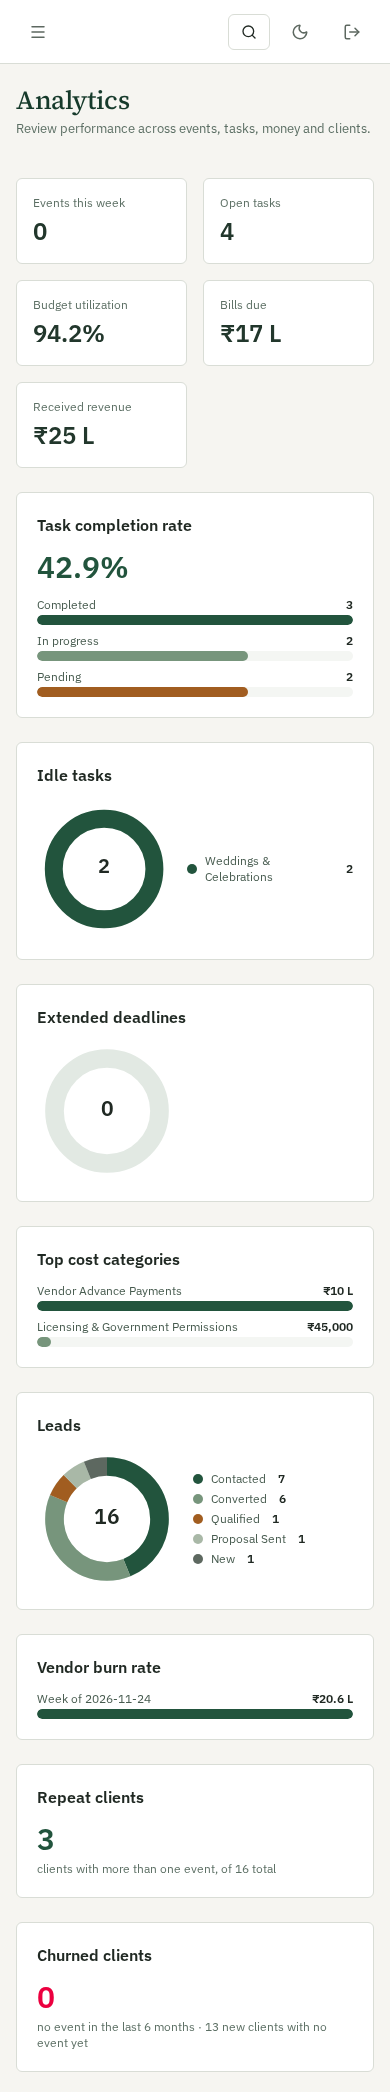 Analytics
Review performance across events, tasks, money and clients.
Events this week
0
Open tasks
4
Budget utilization
94.2%
Bills due
₹17 L
Received revenue
₹25 L
Task completion rate
42.9%
Completed 3
In progress 2
Pending 2
Idle tasks
2
Weddings &
Celebrations
2
Extended deadlines
0
Top cost categories
Vendor Advance Payments ₹10 L
Licensing & Government Permissions ₹45,000
Leads
16
Contacted 7
Converted 6
Qualified 1
Proposal Sent 1
New 1
Vendor burn rate
Week of 2026-11-24 ₹20.6 L
Repeat clients
3
clients with more than one event, of 16 total
Churned clients
0
no event in the last 6 months · 13 new clients with no
event yet